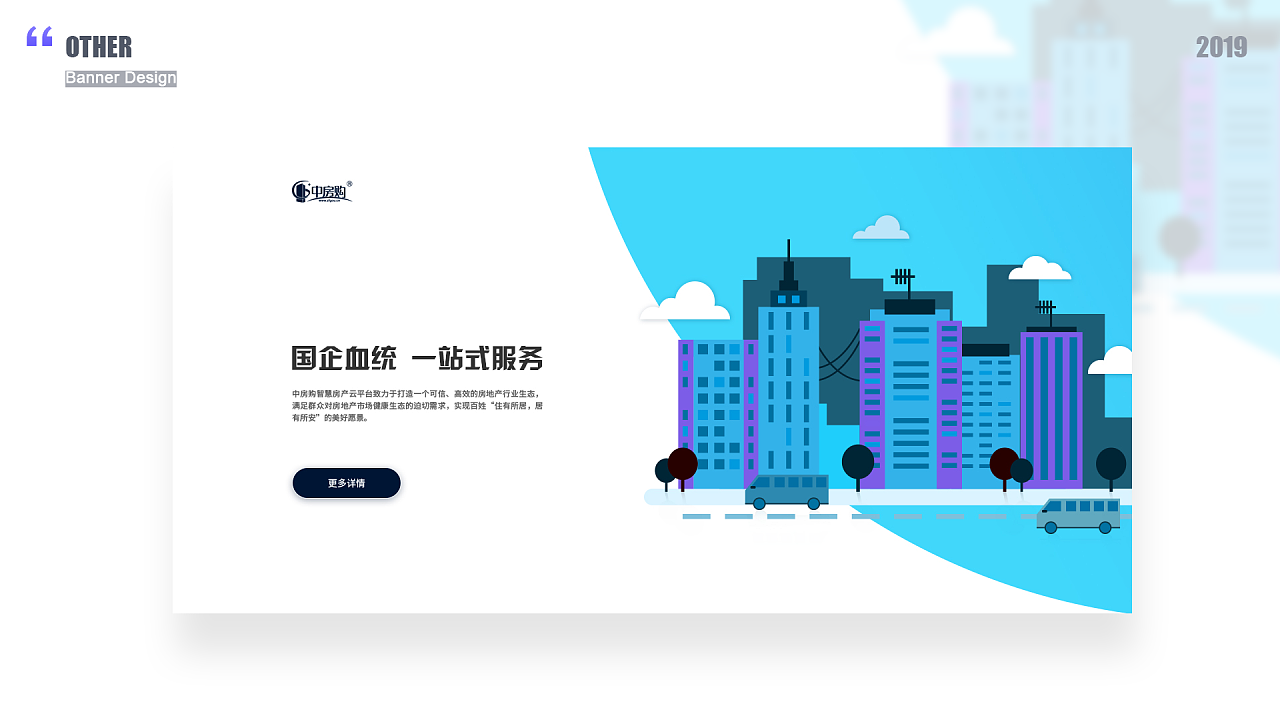 OTHER
Banner Design
2019
中房购®
国企血统 一站式服务
中房购智慧房产云平台致力于打造一个可信、高效的房地产行业生态，
满足群众对房地产市场健康生态的迫切需求，实现百姓“住有所居，居
有所安”的美好愿景。
更多详情